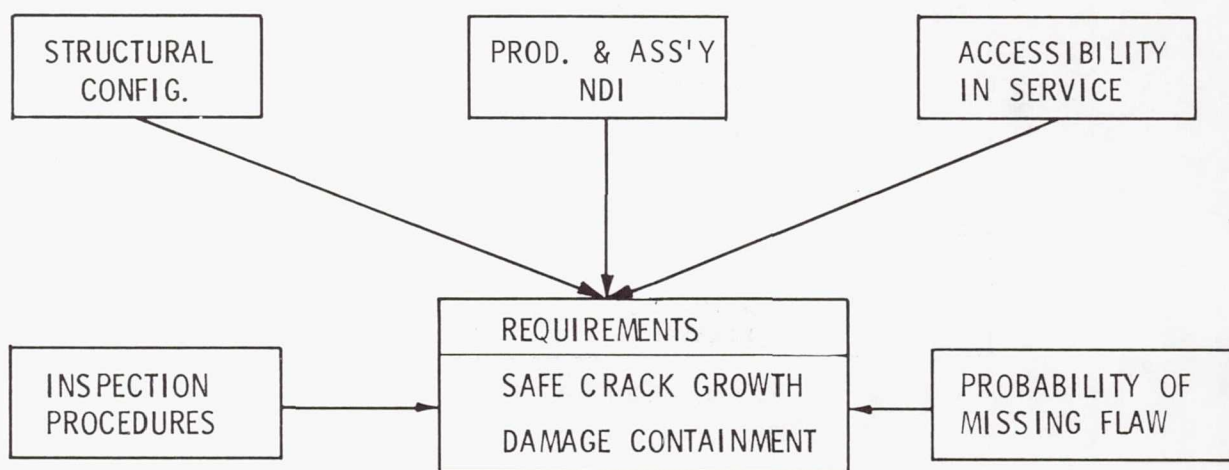 STRUCTURAL
CONFIG.
PROD. & ASS'Y
NDI
ACCESSIBILITY
IN SERVICE
REQUIREMENTS
SAFE CRACK GROWTH
DAMAGE CONTAINMENT
INSPECTION
PROCEDURES
PROBABILITY OF
MISSING FLAW